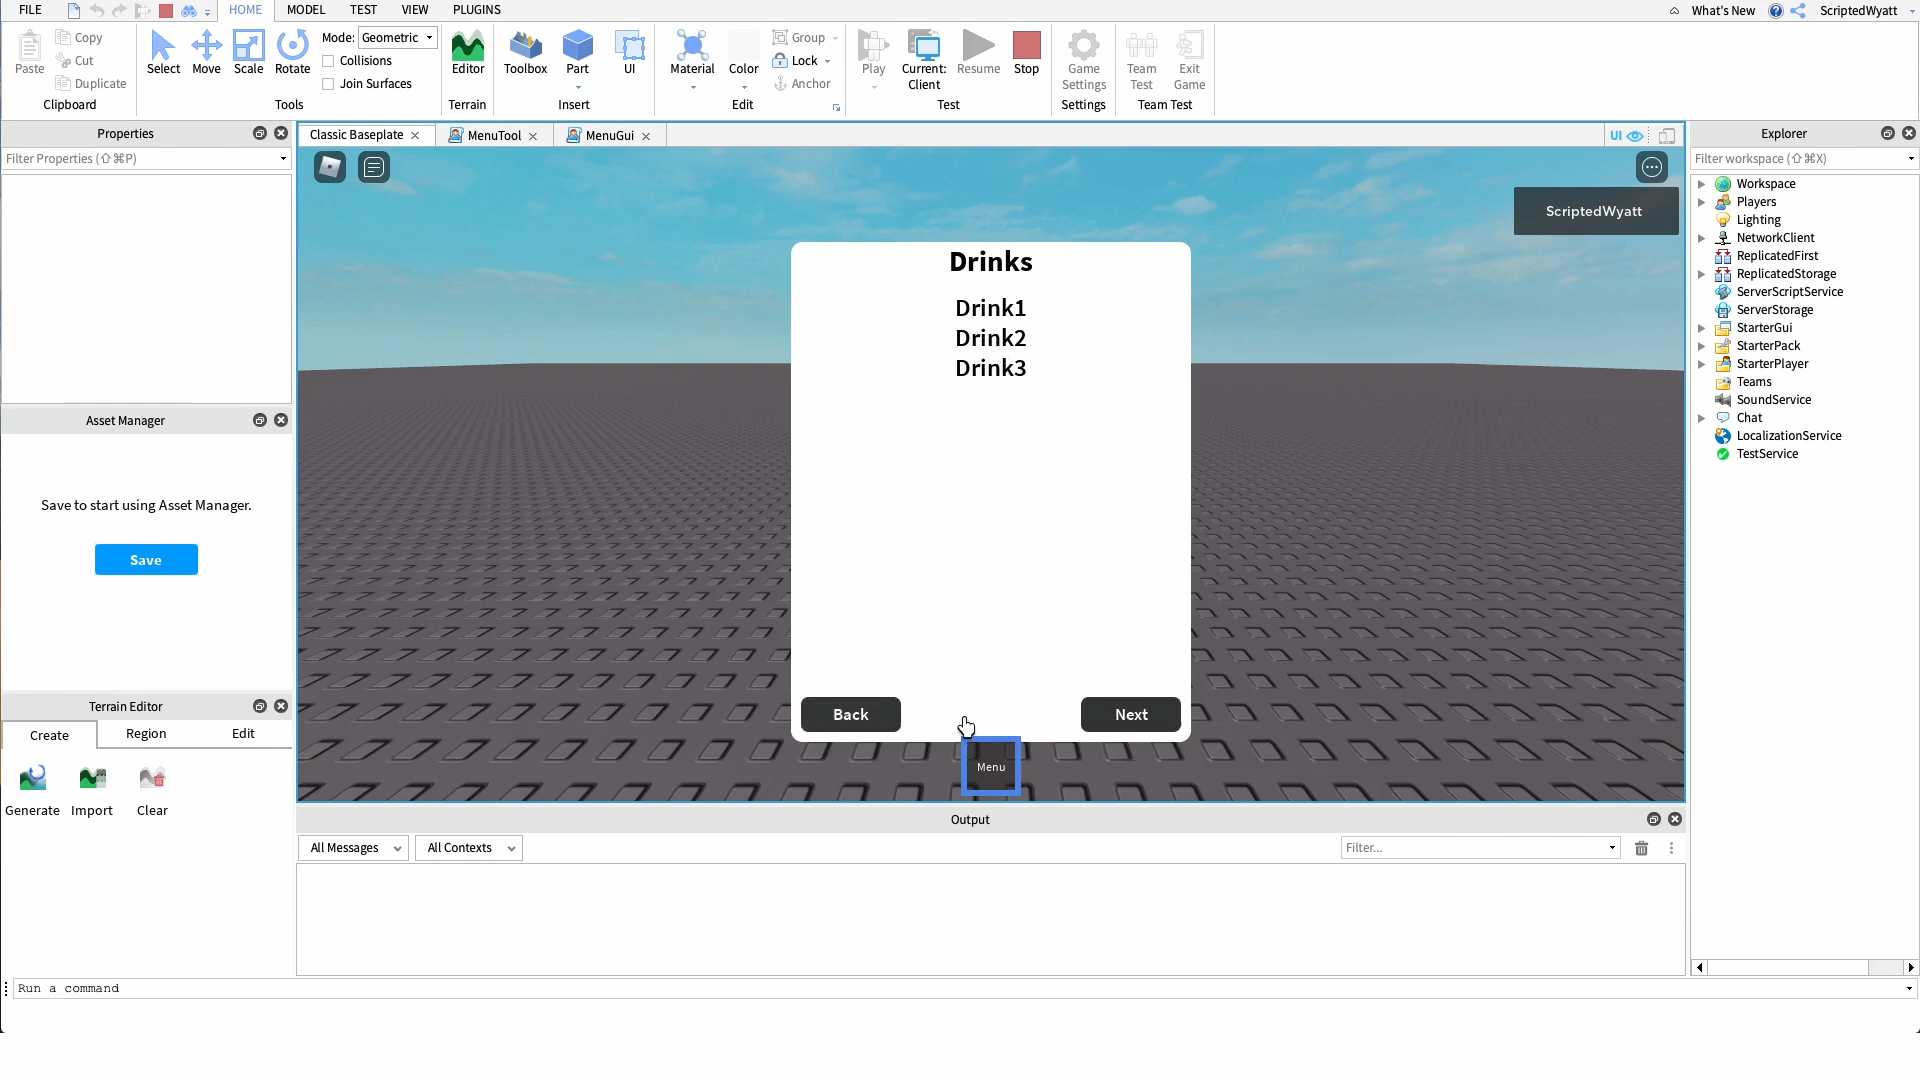 FILE HOME MODEL TEST VIEW PLUGINS What's New ScriptedWyatt
Paste Copy Cut Duplicate
Clipboard
Select Move Scale Rotate
Mode: Geometric
Collisions
Join Surfaces
Tools
Editor
Terrain
Toolbox Part UI
Insert
Material Color Group Lock Anchor
Edit
Play Current: Client Resume Stop
Test
Game Settings
Settings
Team Test Exit Game
Team Test
Properties
Filter Properties (⇧⌘P)
Asset Manager
Save to start using Asset Manager.
Save
Terrain Editor
Create Region Edit
Generate Import Clear
Classic Baseplate MenuTool MenuGui UI
ScriptedWyatt
Drinks
Drink1
Drink2
Drink3
Back Next
Menu
Output
All Messages All Contexts Filter...
Explorer
Filter workspace (⇧⌘X)
Workspace
Players
Lighting
NetworkClient
ReplicatedFirst
ReplicatedStorage
ServerScriptService
ServerStorage
StarterGui
StarterPack
StarterPlayer
Teams
SoundService
Chat
LocalizationService
TestService
Run a command